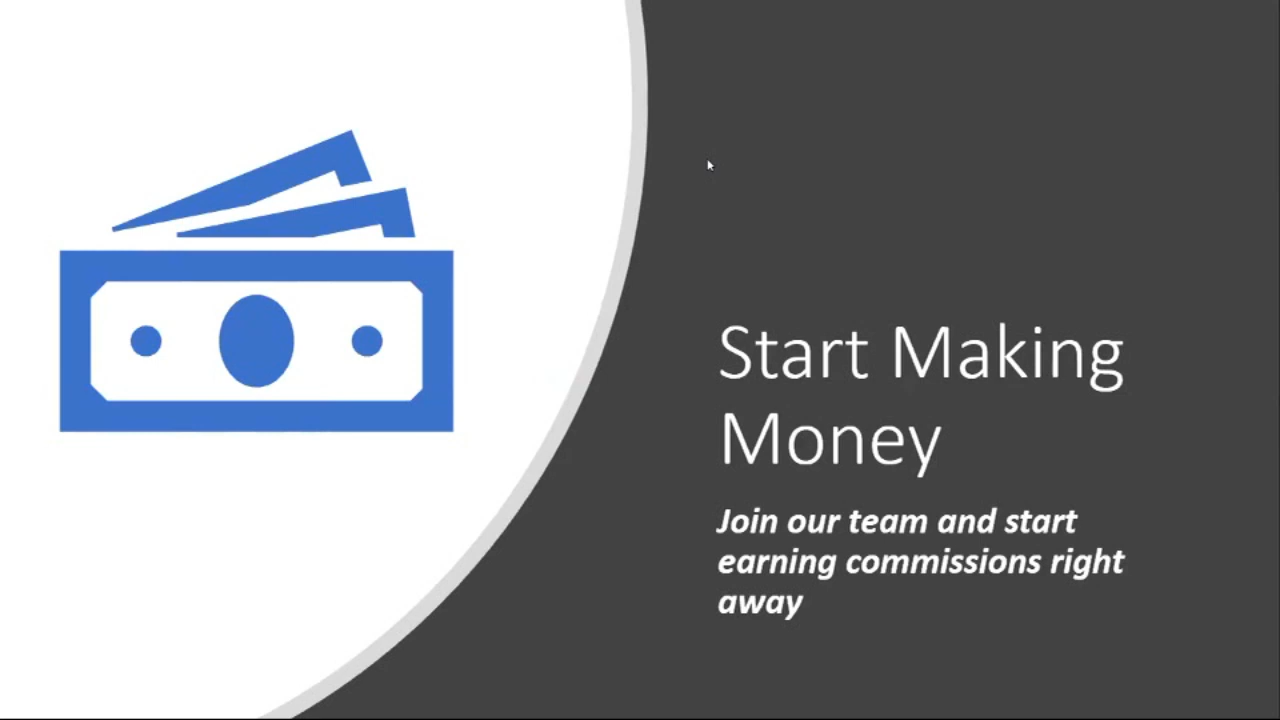 Start Making
Money
Join our team and start
earning commissions right
away